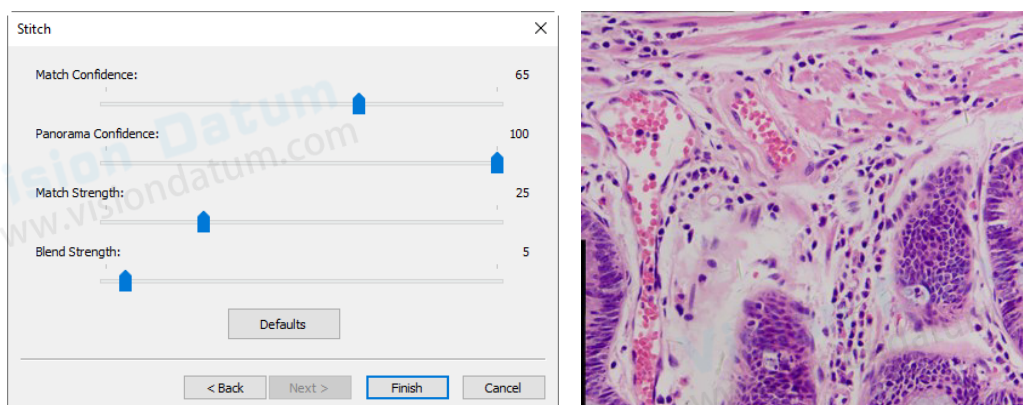 Stitch
Match Confidence: 65
Panorama Confidence: 100
Match Strength: 25
Blend Strength: 5
Defaults
< Back Next > Finish Cancel
Vision Datum
www.visiondatum.com